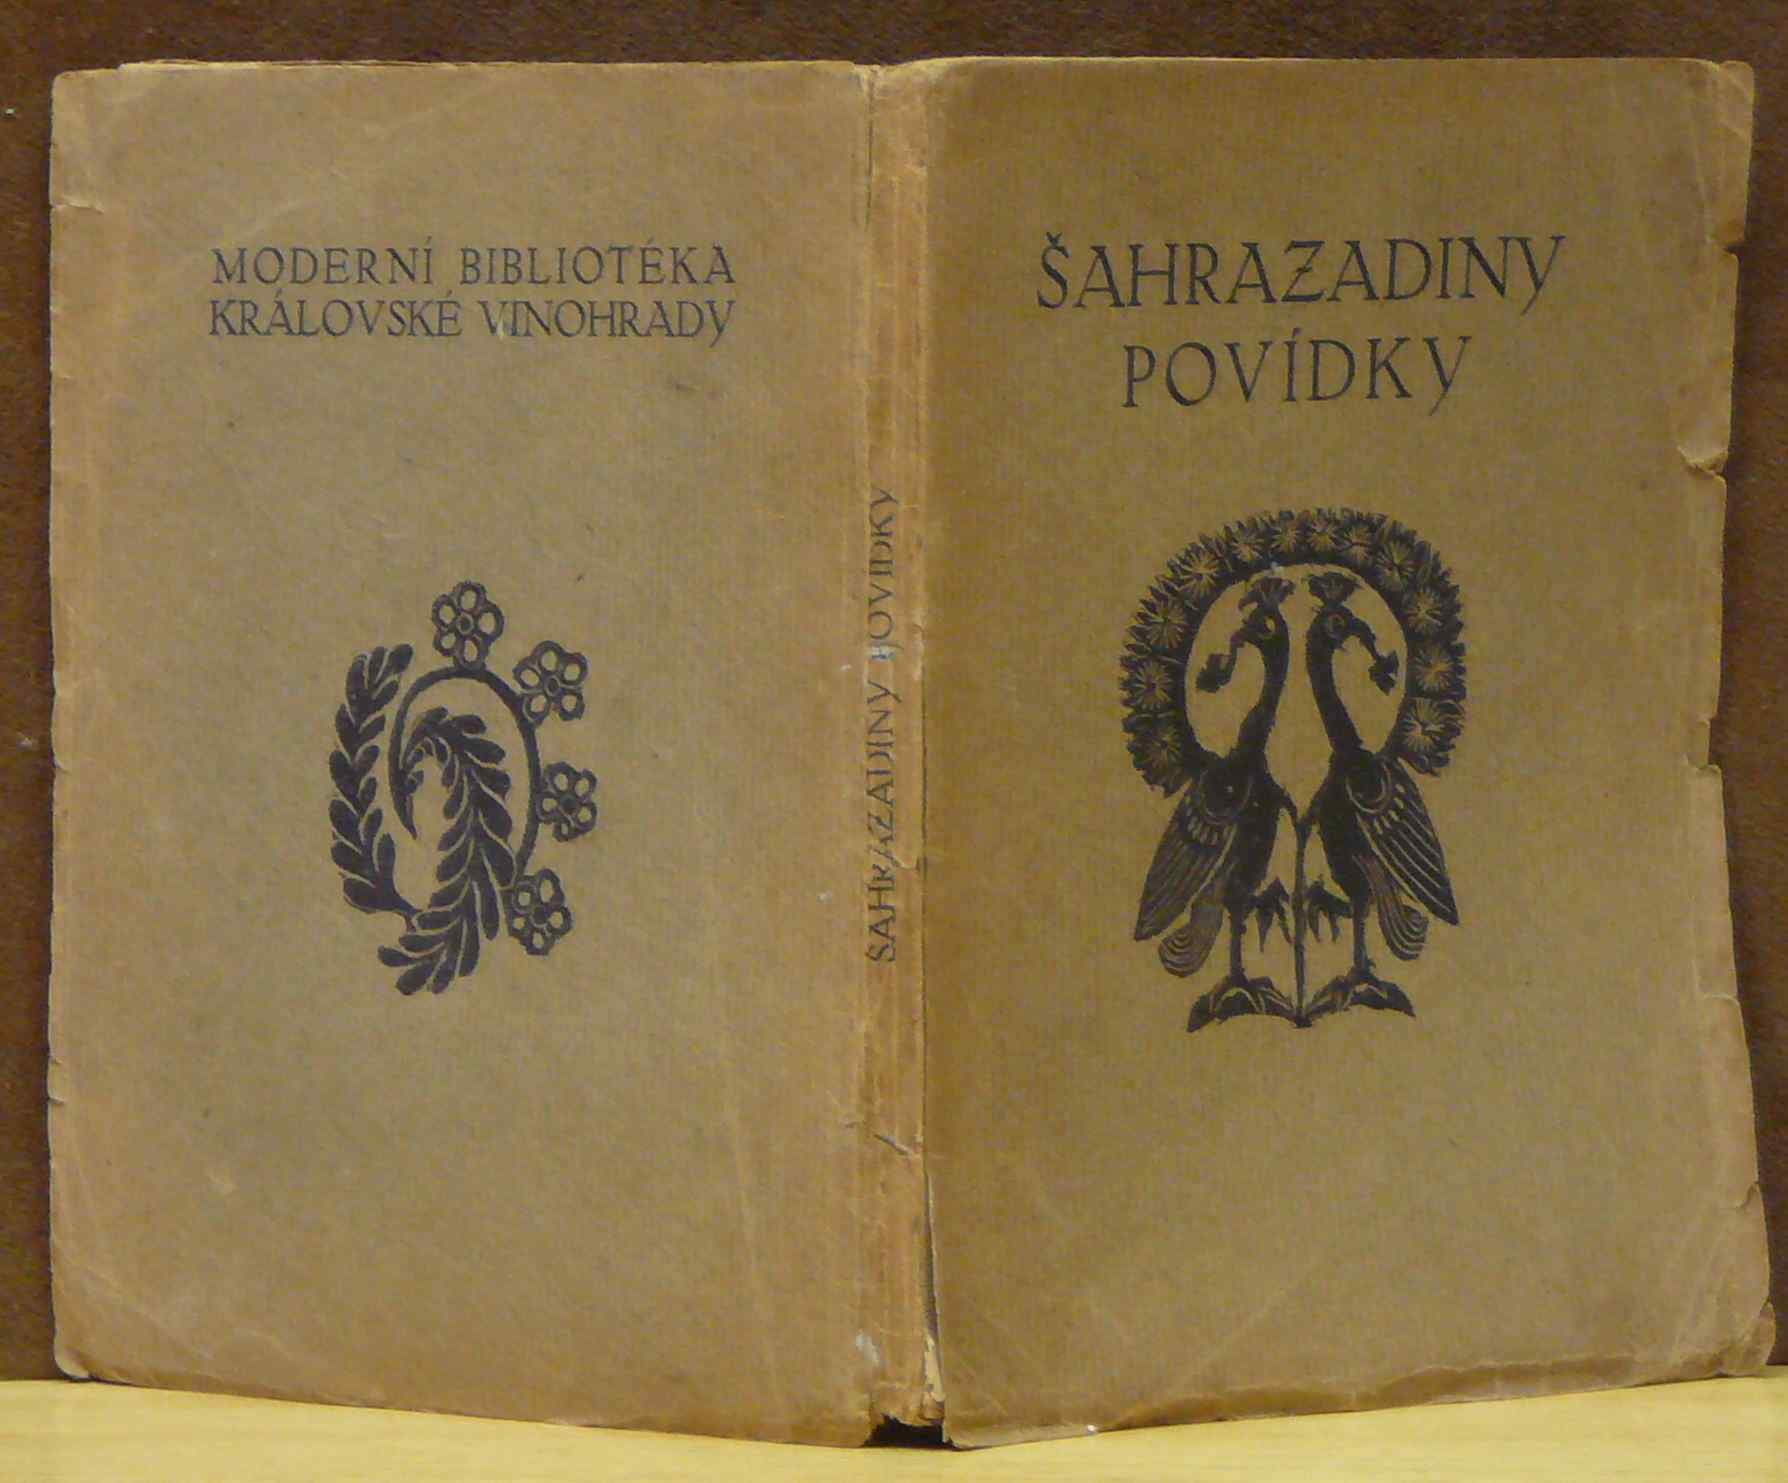 MODERNÍ BIBLIOTÉKA
KRÁLOVSKÉ VINOHRADY
ŠAHRAZADINY POVÍDKY
ŠAHRAZADINY
POVÍDKY